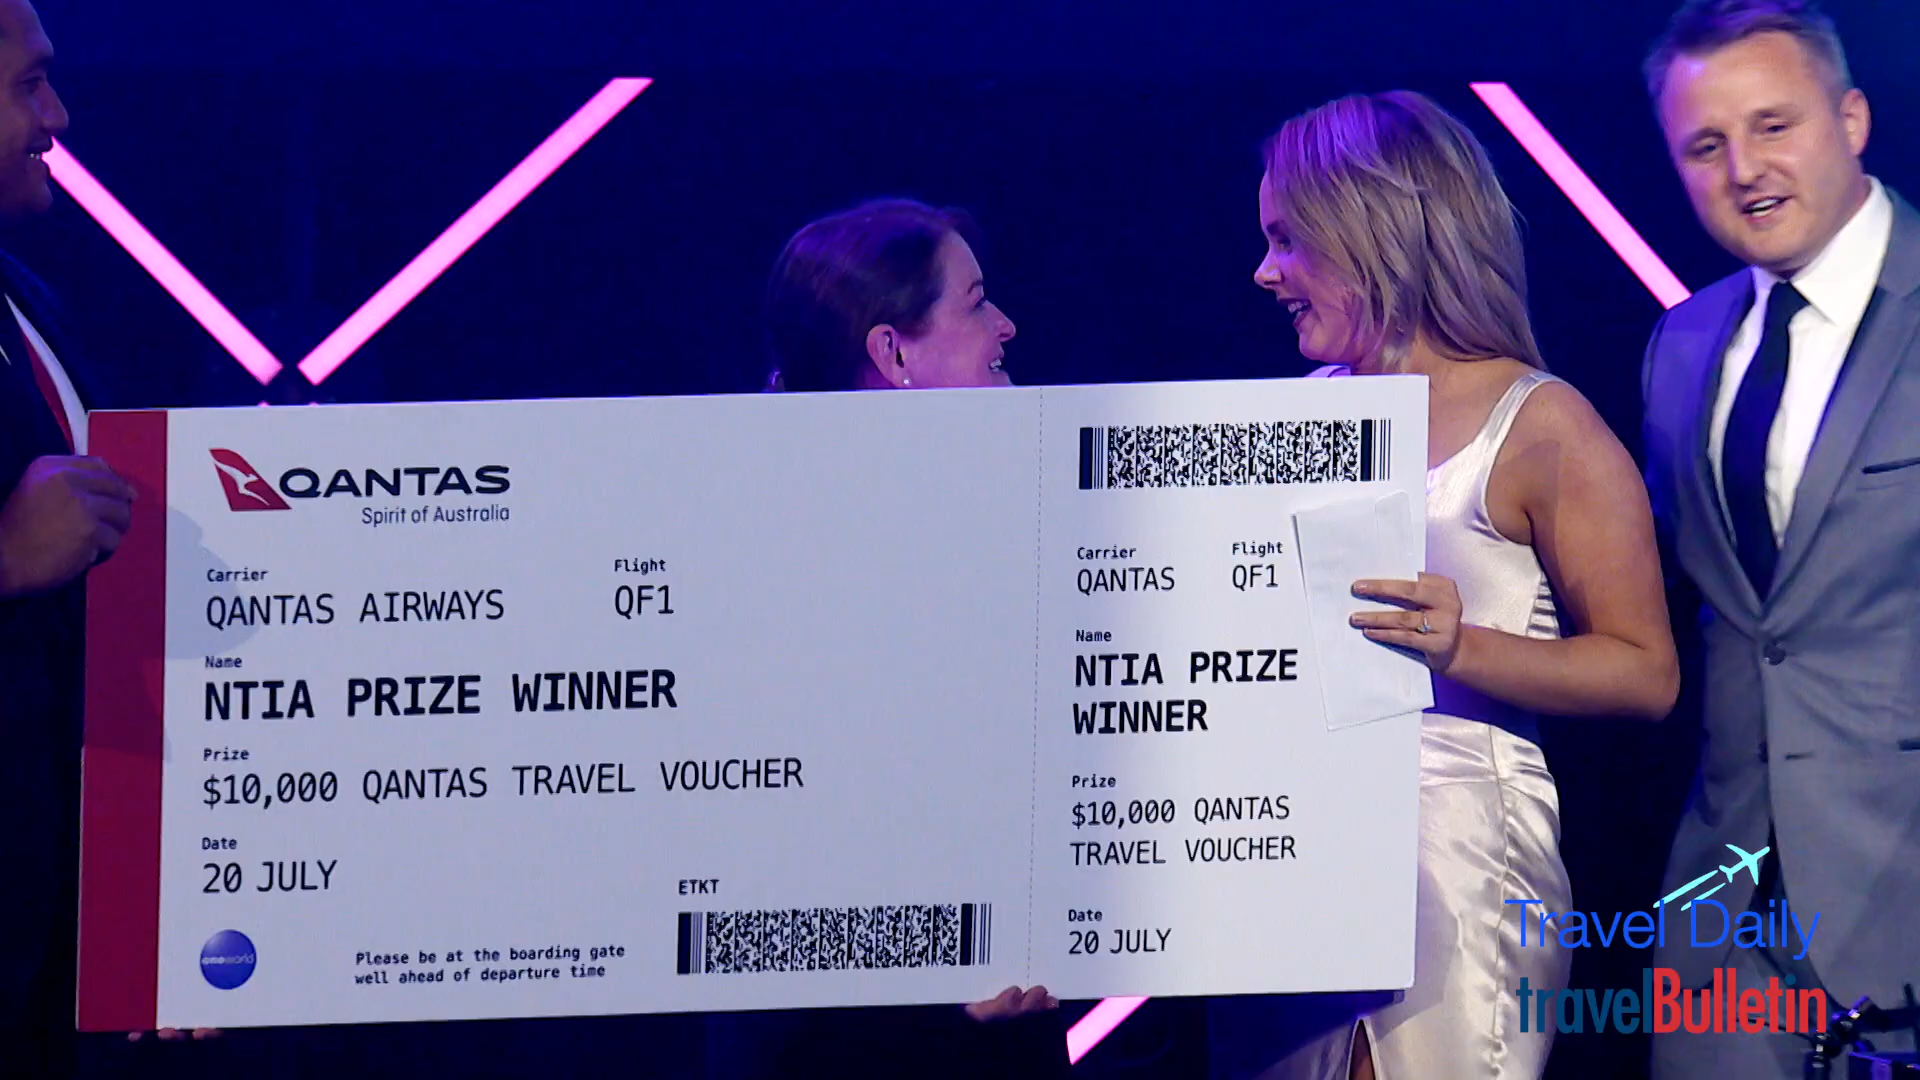 QANTAS
Spirit of Australia
Carrier
QANTAS AIRWAYS
Flight
QF1
Name
NTIA PRIZE WINNER
Prize
$10,000 QANTAS TRAVEL VOUCHER
Date
20 JULY
oneworld
Please be at the boarding gate
well ahead of departure time
ETKT
Carrier
QANTAS
Flight
QF1
Name
NTIA PRIZE
WINNER
Prize
$10,000 QANTAS
TRAVEL VOUCHER
Date
20 JULY
Travel Daily
travelBulletin